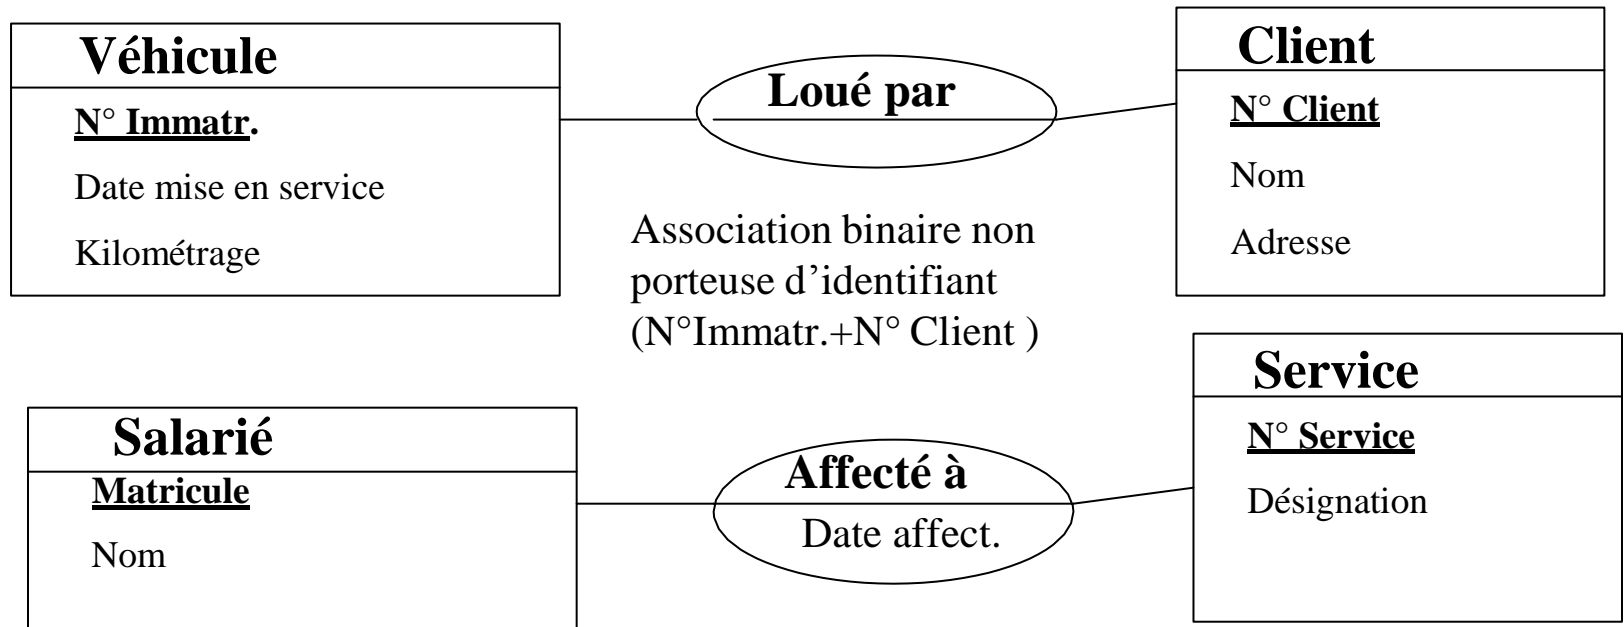 Véhicule
N° Immatr.
Date mise en service
Kilométrage
Loué par
Client
N° Client
Nom
Adresse
Association binaire non
porteuse d’identifiant
(N°Immatr.+N° Client )
Salarié
Matricule
Nom
Affecté à
Date affect.
Service
N° Service
Désignation